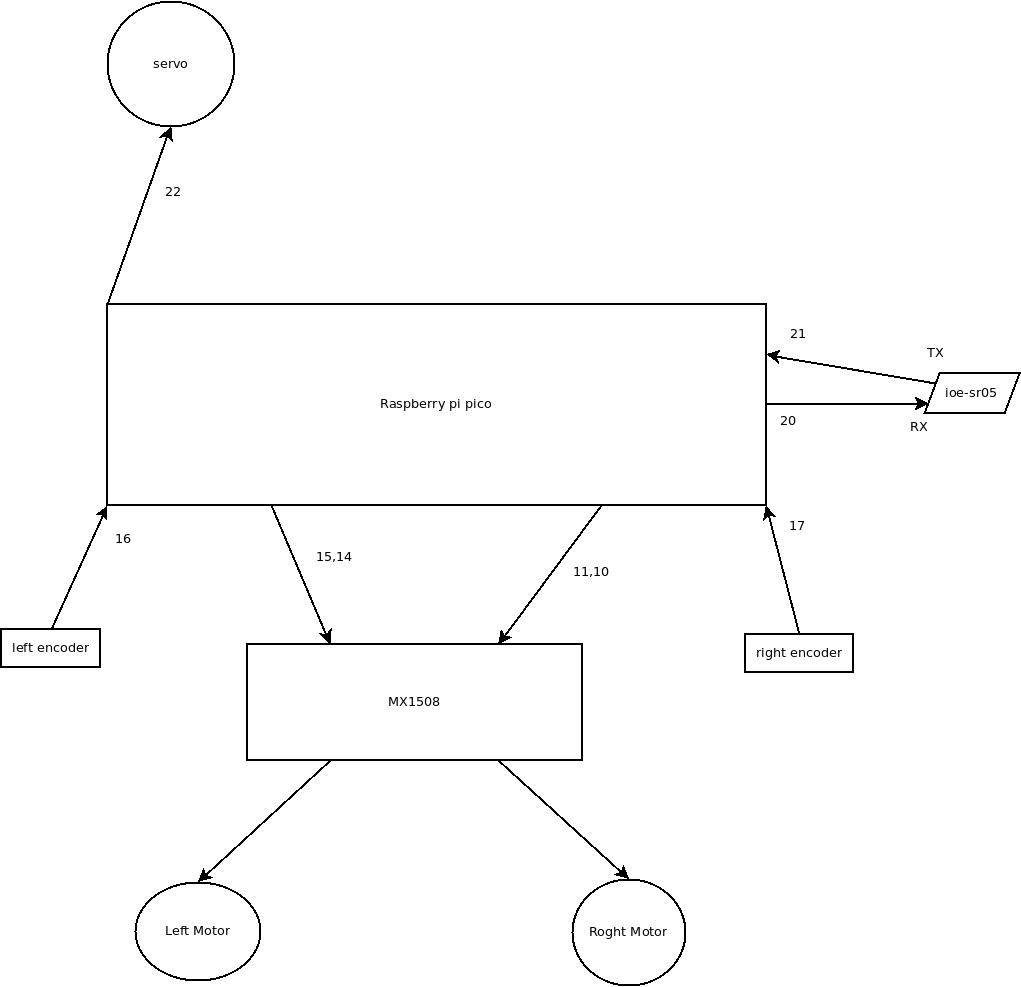 servo
22
21
TX
ioe-sr05
Raspberry pi pico
20
RX
17
16
15,14
11,10
left encoder
right encoder
MX1508
Left Motor
Roght Motor